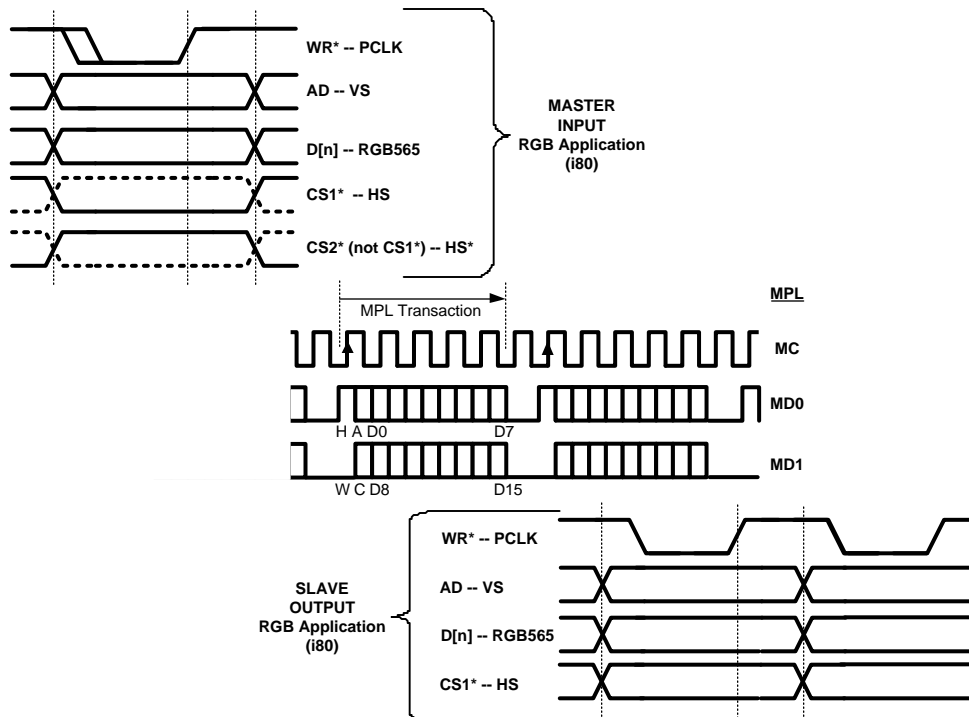 WR* -- PCLK
AD -- VS
D[n] -- RGB565
CS1* -- HS
CS2* (not CS1*) -- HS*
MASTER
INPUT
RGB Application
(i80)
MPL Transaction
MPL
MC
MD0
H A D0 D7
MD1
W C D8 D15
WR* -- PCLK
AD -- VS
D[n] -- RGB565
CS1* -- HS
SLAVE
OUTPUT
RGB Application
(i80)